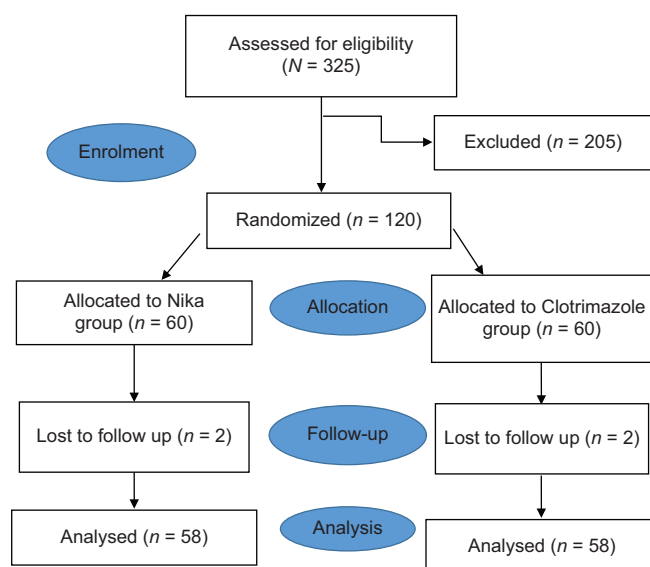 Assessed for eligibility
(N = 325)
Enrolment
Excluded (n = 205)
Randomized (n = 120)
Allocated to Nika
group (n = 60)
Allocation
Allocated to Clotrimazole
group (n = 60)
Lost to follow up (n = 2)
Follow-up
Lost to follow up (n = 2)
Analysed (n = 58)
Analysis
Analysed (n = 58)